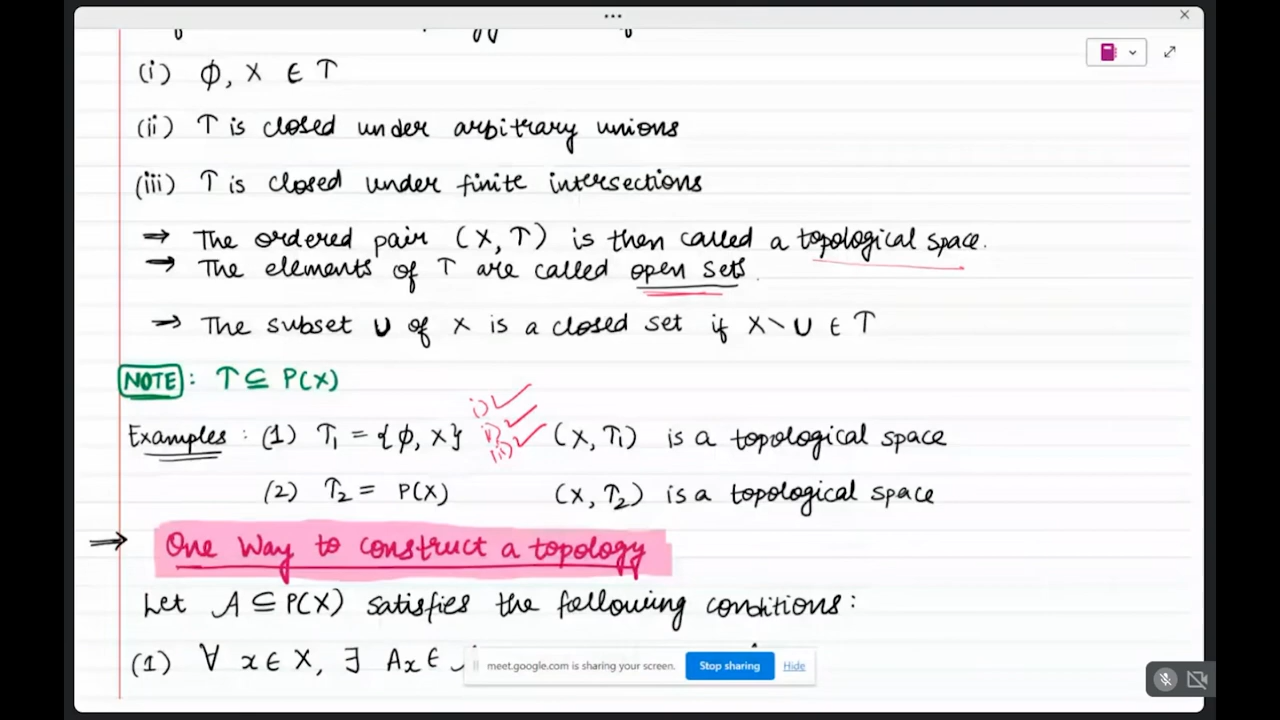 (i) ϕ, X ∈ T
(ii) T is closed under arbitrary unions
(iii) T is closed under finite intersections
⇒ The ordered pair (X, T) is then called a topological space.
⇒ The elements of T are called open sets.
⇒ The subset U of X is a closed set if X \ U ∈ T
NOTE : T ⊆ P(X)
Examples : (1) T₁ = {ϕ, X} i) ✓ ii) ✓ iii) ✓ (X, T₁) is a topological space
(2) T₂ = P(X) (X, T₂) is a topological space
⇒ One way to construct a topology
Let A ⊆ P(X) satisfies the following conditions :
(1) ∀ x ∈ X, ∃ Ax ∈
meet.google.com is sharing your screen. Stop sharing Hide